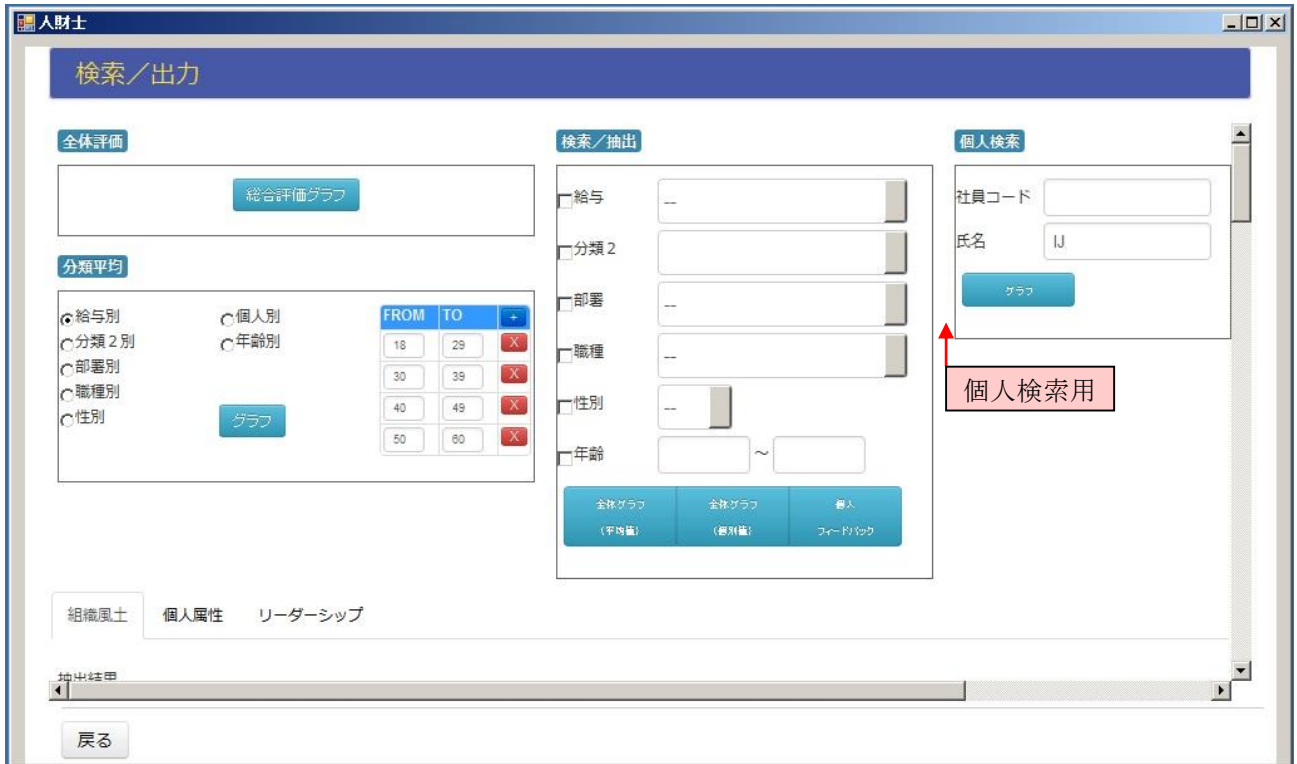 人財士
検索／出力
全体評価
総合評価グラフ
分類平均
給与別
分類２別
部署別
職種別
性別
個人別
年齢別
グラフ
FROM TO +
18 29 X
30 39 X
40 49 X
50 60 X
検索／抽出
給与 --
分類２
部署 --
職種 --
性別 --
年齢 ～
全体グラフ
（平均値）
全体グラフ
（個別値）
個人
フィードバック
個人検索
社員コード
氏名 IJ
グラフ
個人検索用
組織風土 個人属性 リーダーシップ
抽出結果
戻る